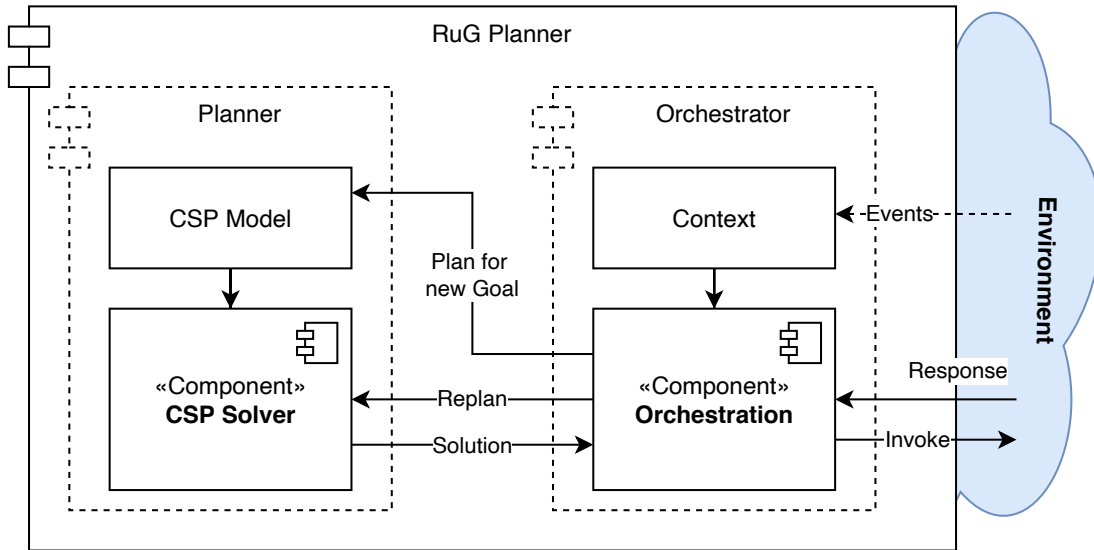 RuG Planner
Planner
Orchestrator
CSP Model
Context
Events
Environment
Plan for
new Goal
«Component»
CSP Solver
Replan
Solution
«Component»
Orchestration
Response
Invoke